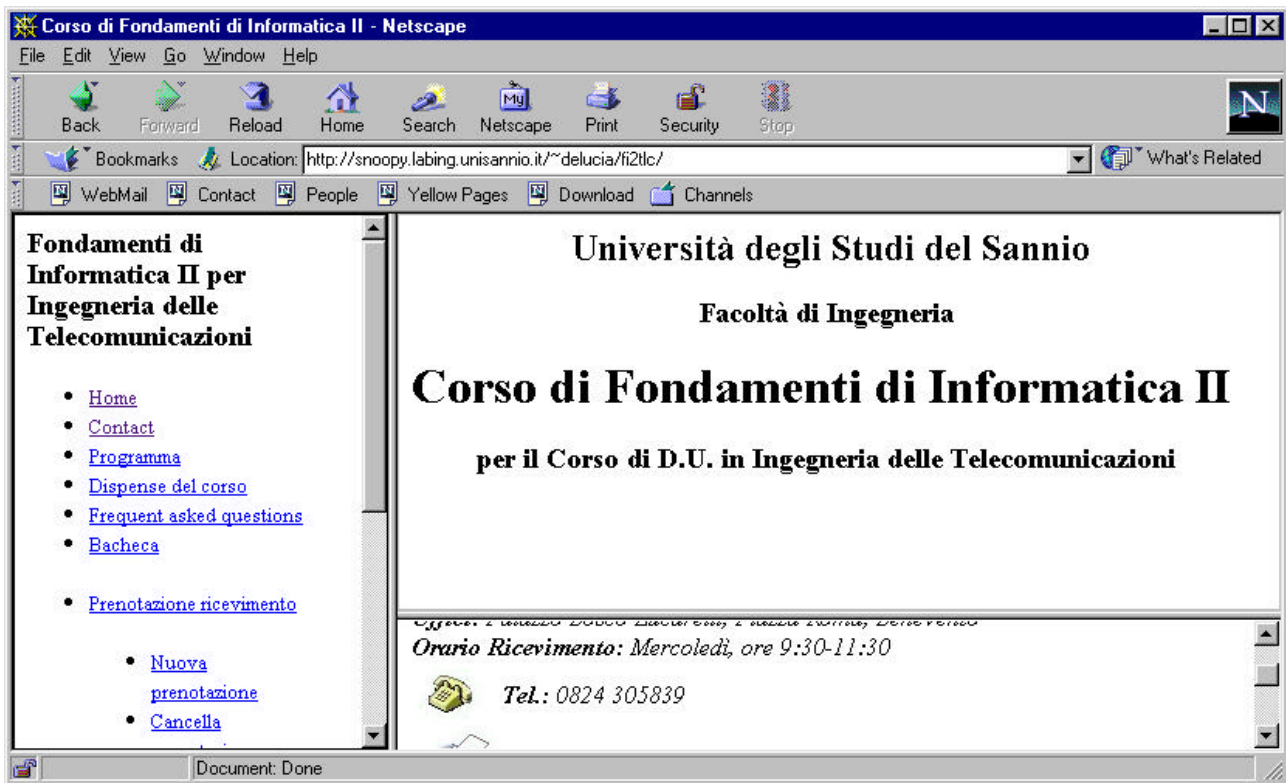 Corso di Fondamenti di Informatica II - Netscape
File Edit View Go Window Help
My N
Back Forward Reload Home Search Netscape Print Security Stop
Bookmarks Location: http://snoopy.labing.unisannio.it/~delucia/fi2tlc/ What's Related
WebMail Contact People Yellow Pages Download Channels
Fondamenti di
Informatica II per
Ingegneria delle
Telecomunicazioni
Home
Contact
Programma
Dispense del corso
Frequent asked questions
Bacheca
Prenotazione ricevimento
Nuova
prenotazione
Cancella
Università degli Studi del Sannio
Facoltà di Ingegneria
Corso di Fondamenti di Informatica II
per il Corso di D.U. in Ingegneria delle Telecomunicazioni
Orario Ricevimento: Mercoledì, ore 9:30-11:30
Tel.: 0824 305839
Document: Done